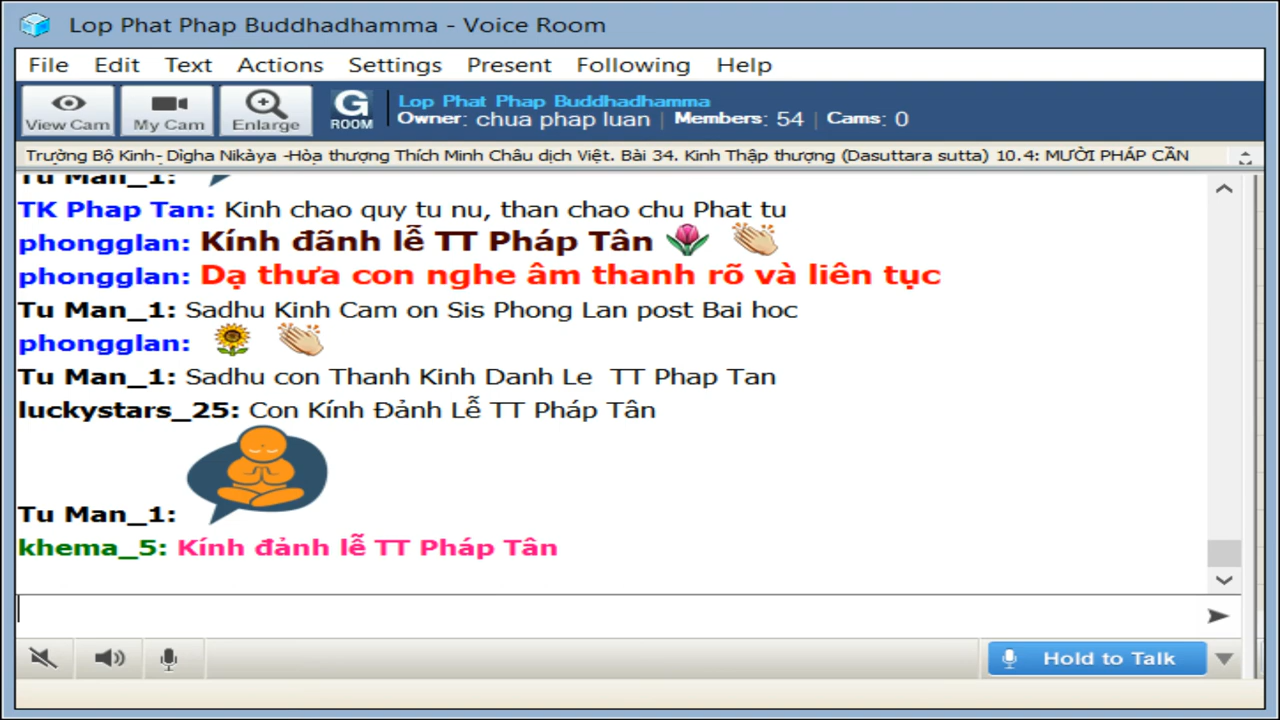 Lop Phat Phap Buddhadhamma - Voice Room
File Edit Text Actions Settings Present Following Help
View Cam My Cam Enlarge G ROOM
Lop Phat Phap Buddhadhamma
Owner: chua phap luan | Members: 54 | Cams: 0
Trường Bộ Kinh- Dìgha Nikàya -Hòa thượng Thích Minh Châu dịch Việt. Bài 34. Kinh Thập thượng (Dasuttara sutta) 10.4: MƯỜI PHÁP CẦN
Tu Man_1:
TK Phap Tan: Kinh chao quy tu nu, than chao chu Phat tu
phongglan: Kính đãnh lễ TT Pháp Tân
phongglan: Dạ thưa con nghe âm thanh rõ và liên tục
Tu Man_1: Sadhu Kinh Cam on Sis Phong Lan post Bai hoc
phongglan:
Tu Man_1: Sadhu con Thanh Kinh Danh Le TT Phap Tan
luckystars_25: Con Kính Đảnh Lễ TT Pháp Tân
Tu Man_1:
khema_5: Kính đảnh lễ TT Pháp Tân
Hold to Talk